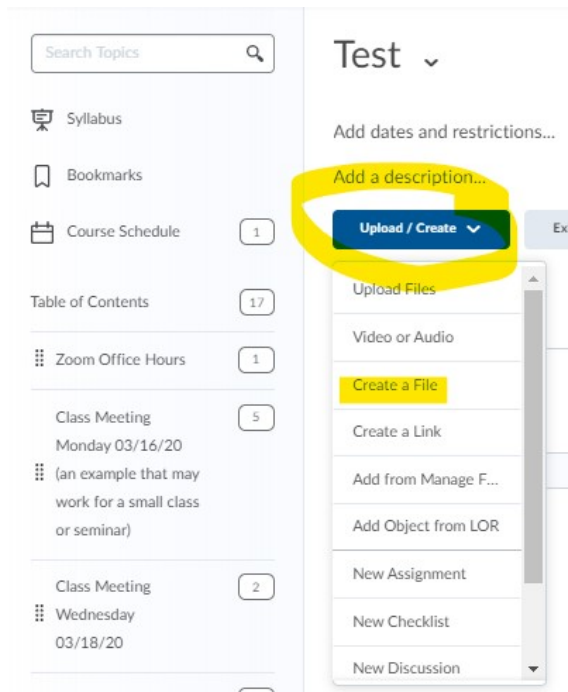 Search Topics
Syllabus
Bookmarks
Course Schedule
1
Table of Contents
17
Zoom Office Hours
1
Class Meeting
5
Monday 03/16/20
(an example that may
work for a small class
or seminar)
Class Meeting
2
Wednesday
03/18/20
Test
Add dates and restrictions...
Add a description...
Upload / Create
Ex
Upload Files
Video or Audio
Create a File
Create a Link
Add from Manage F...
Add Object from LOR
New Assignment
New Checklist
New Discussion